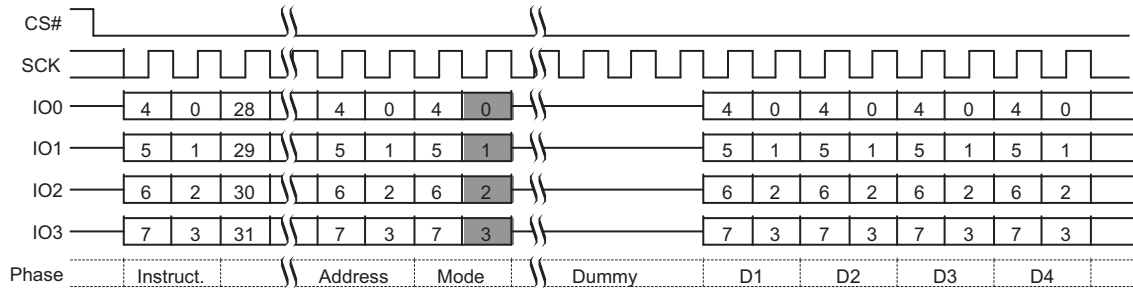 CS#
SCK
IO0 4 0 28 4 0 4 0 4 0 4 0 4 0 4 0
IO1 5 1 29 5 1 5 1 5 1 5 1 5 1 5 1
IO2 6 2 30 6 2 6 2 6 2 6 2 6 2 6 2
IO3 7 3 31 7 3 7 3 7 3 7 3 7 3 7 3
Phase Instruct. Address Mode Dummy D1 D2 D3 D4